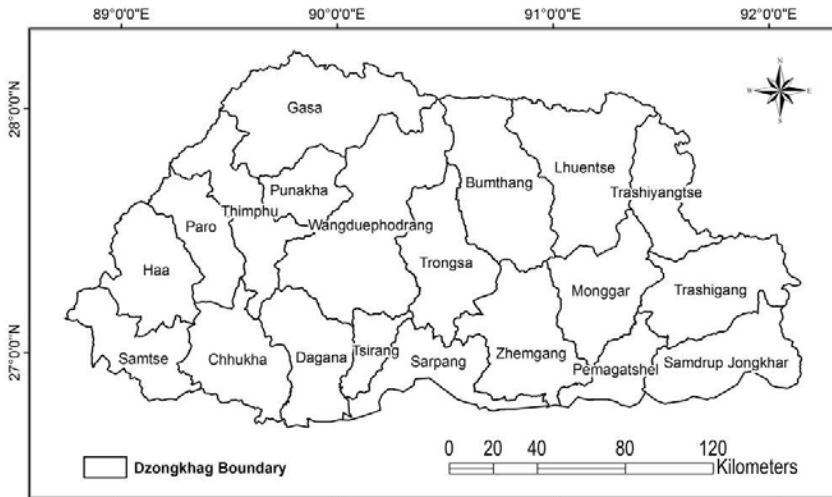 89°0'0"E 90°0'0"E 91°0'0"E 92°0'0"E
N
W E
S
28°0'0"N
27°0'0"N
Gasa
Punakha
Thimphu
Paro
Haa
Wangduephodrang
Bumthang
Lhuentse
Trashiyangtse
Trongsa
Monggar
Trashigang
Samtse
Chhukha
Dagana
Tsirang
Sarpang
Zhemgang
Pemagatshel
Samdrup Jongkhar
Dzongkhag Boundary
0 20 40 80 120
Kilometers